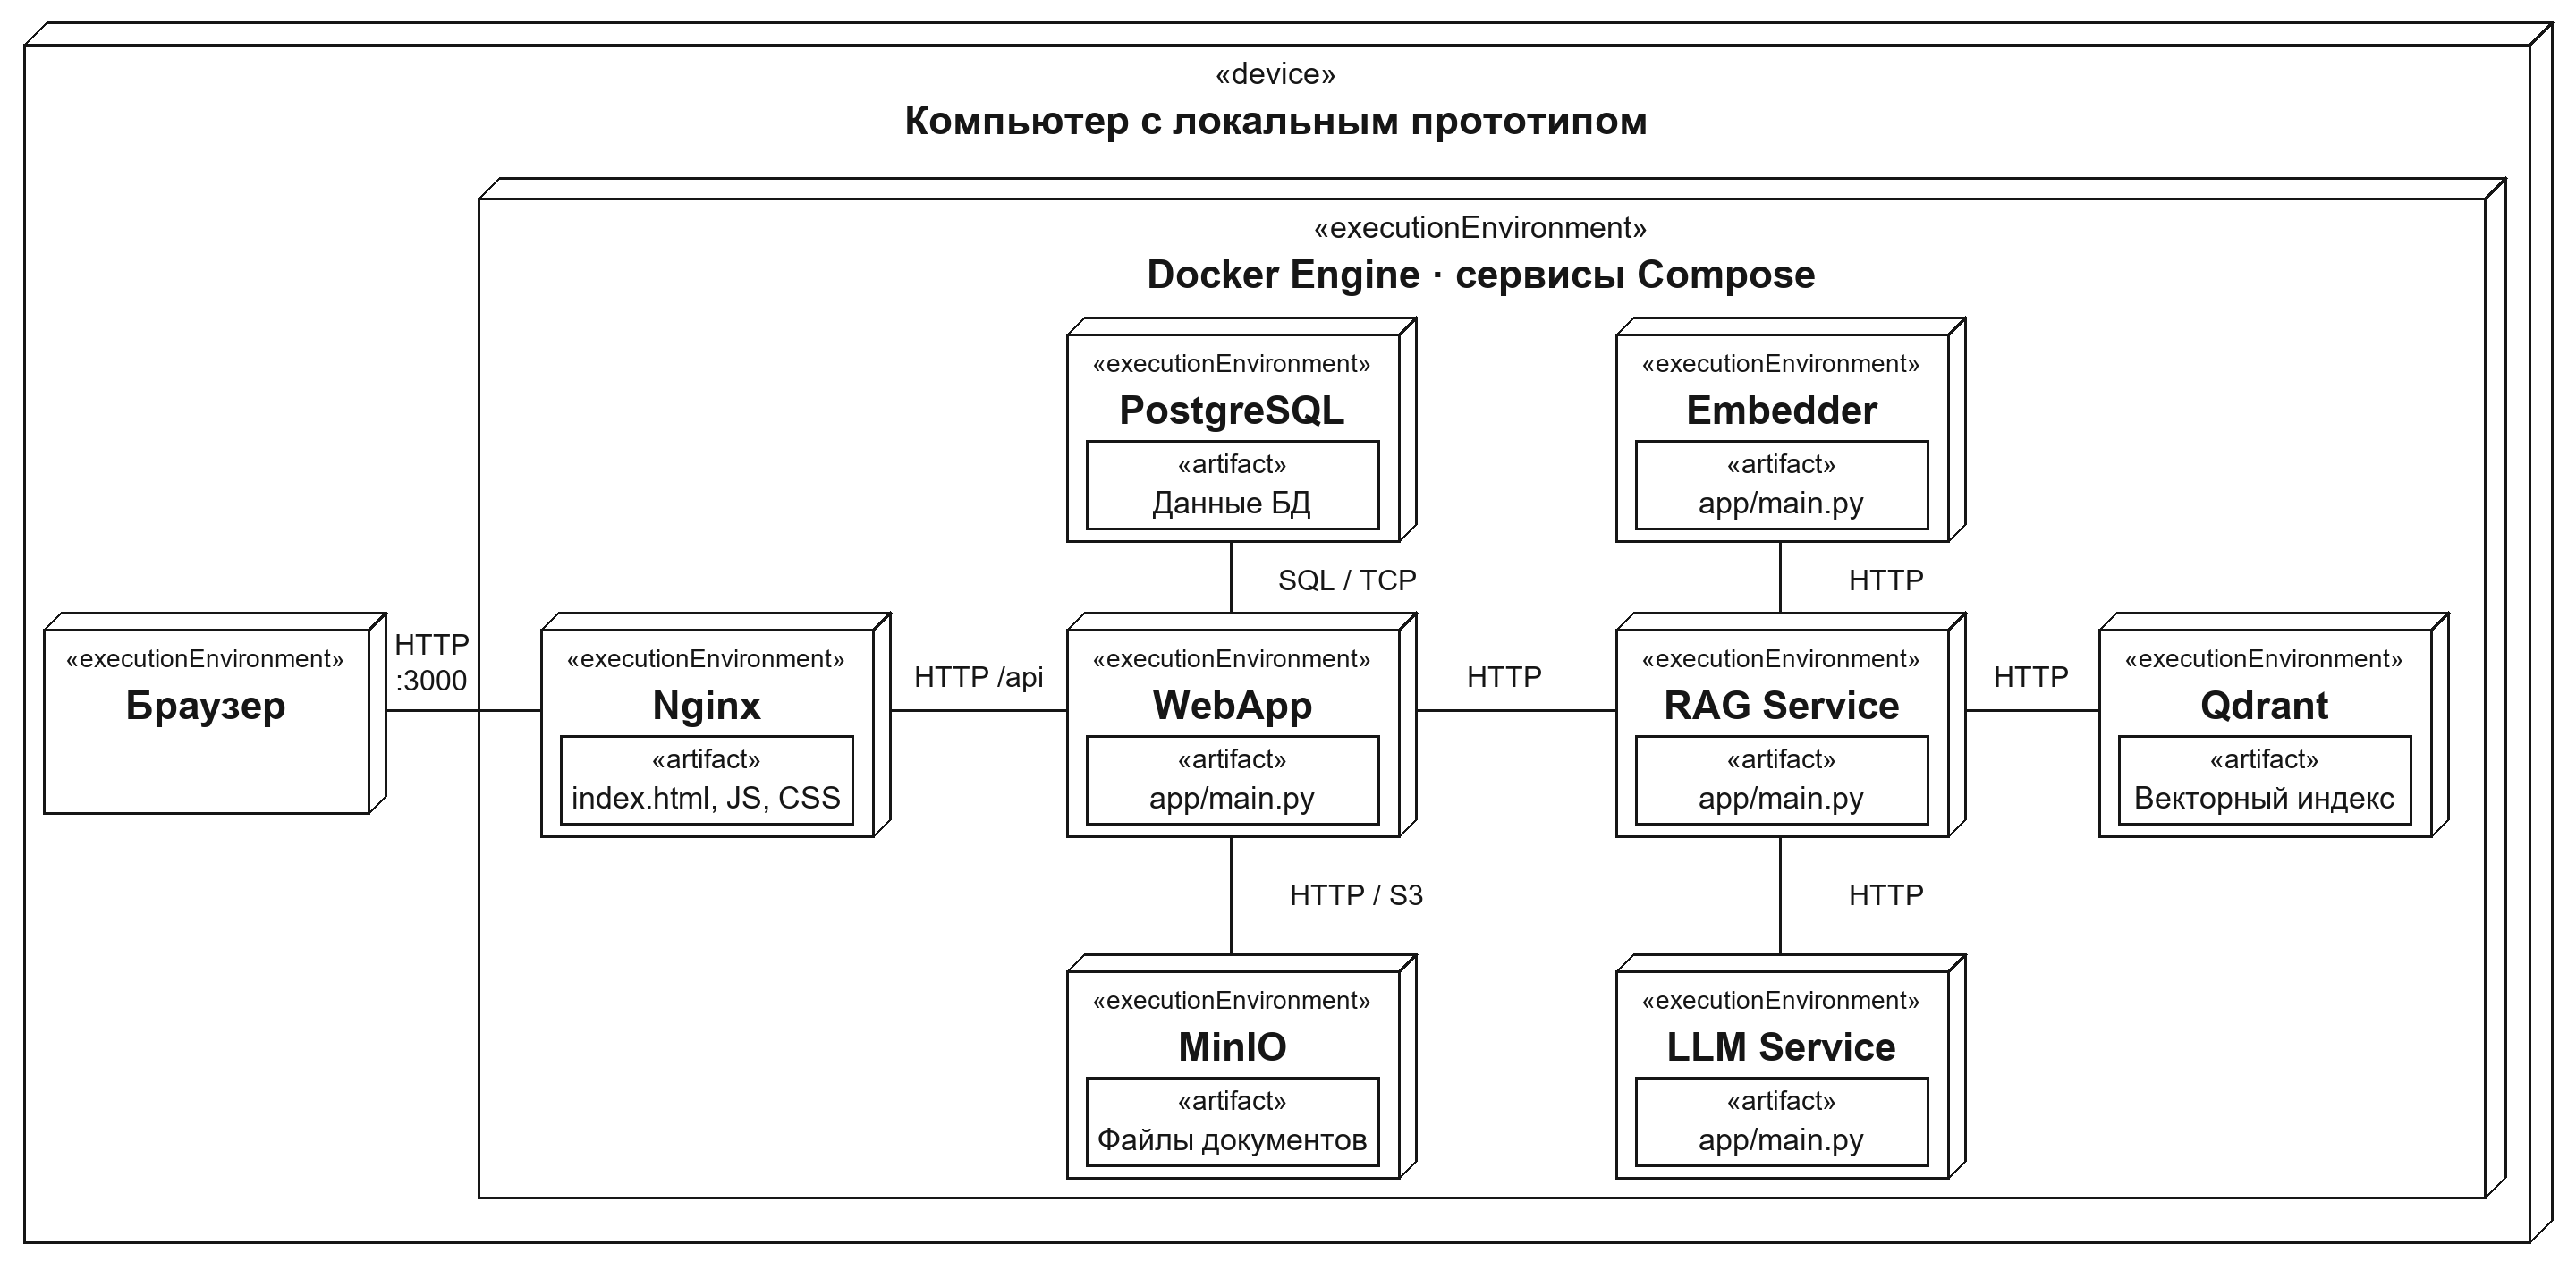 «device»
Компьютер с локальным прототипом
«executionEnvironment»
Docker Engine · сервисы Compose
«executionEnvironment»
PostgreSQL
«artifact»
Данные БД
«executionEnvironment»
Embedder
«artifact»
app/main.py
SQL / TCP
HTTP
«executionEnvironment»
Браузер
HTTP
:3000
«executionEnvironment»
Nginx
«artifact»
index.html, JS, CSS
HTTP /api
«executionEnvironment»
WebApp
«artifact»
app/main.py
HTTP
«executionEnvironment»
RAG Service
«artifact»
app/main.py
HTTP
«executionEnvironment»
Qdrant
«artifact»
Векторный индекс
HTTP / S3
HTTP
«executionEnvironment»
MinIO
«artifact»
Файлы документов
«executionEnvironment»
LLM Service
«artifact»
app/main.py